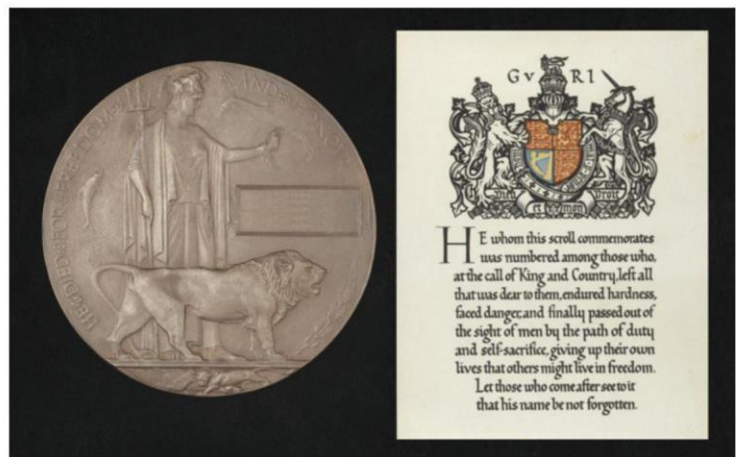 HE DIED FOR FREEDOM AND HONOUR
G v R I
Dieu
et mon
Droit
HE whom this scroll commemorates
was numbered among those who,
at the call of King and Country, left all
that was dear to them, endured hardness,
faced danger, and finally passed out of
the sight of men by the path of duty
and self-sacrifice, giving up their own
lives that others might live in freedom.
Let those who come after see to it
that his name be not forgotten.